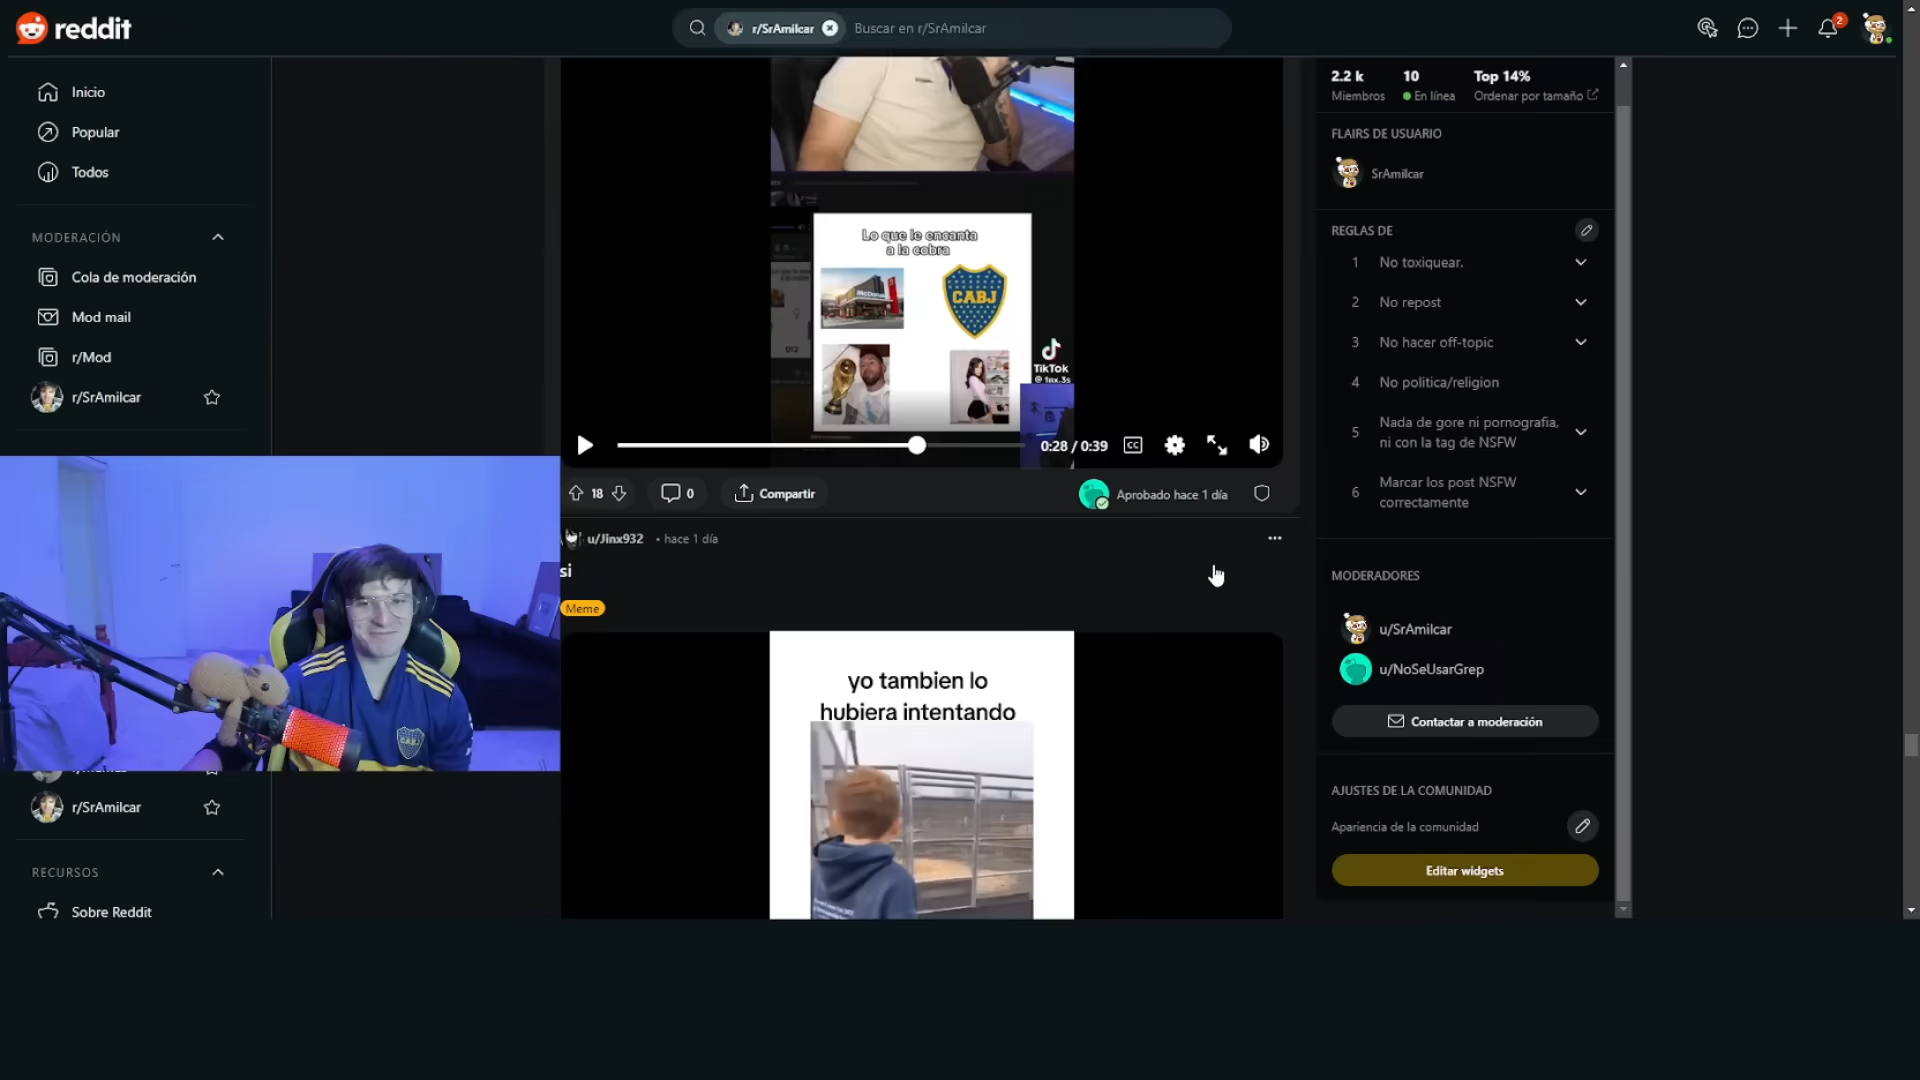 reddit
r/SrAmilcar
Buscar en r/SrAmilcar
2
Inicio
Popular
Todos
MODERACIÓN
Cola de moderación
Mod mail
r/Mod
r/SrAmilcar
r/SrAmilcar
RECURSOS
Sobre Reddit
Lo que le encanta
a la cobra
McDonald's
CABJ
TikTok
@1nx.3s
0:28 / 0:39
CC
18
0
Compartir
Aprobado hace 1 día
u/Jinx932 • hace 1 día
si
Meme
yo tambien lo
hubiera intentando
CABJ
2.2 k
10
Top 14%
Miembros
En línea
Ordenar por tamaño
FLAIRS DE USUARIO
SrAmilcar
REGLAS DE
1 No toxiquear.
2 No repost
3 No hacer off-topic
4 No politica/religion
5 Nada de gore ni pornografia,
ni con la tag de NSFW
6 Marcar los post NSFW
correctamente
MODERADORES
u/SrAmilcar
u/NoSeUsarGrep
Contactar a moderación
AJUSTES DE LA COMUNIDAD
Apariencia de la comunidad
Editar widgets